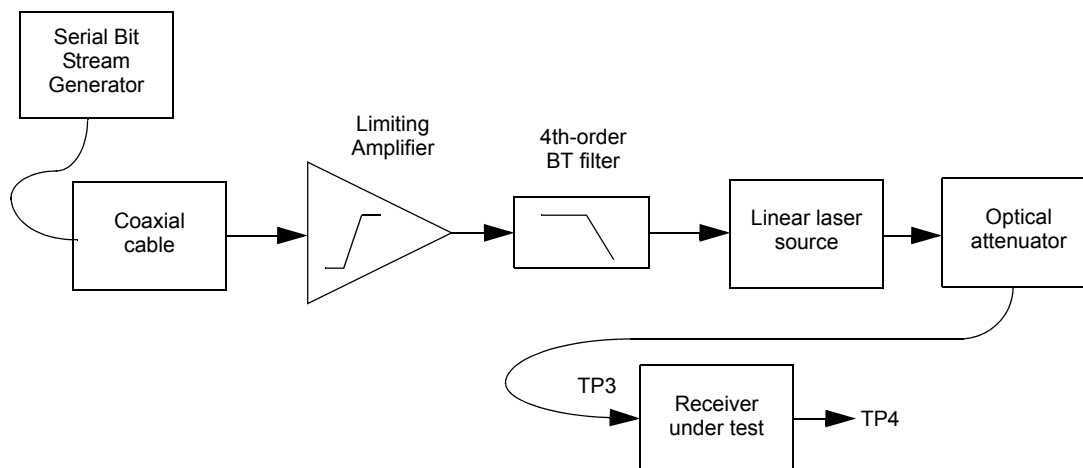 Serial Bit
Stream
Generator
Limiting
Amplifier
4th-order
BT filter
Coaxial
cable
Linear laser
source
Optical
attenuator
TP3
Receiver
under test
TP4